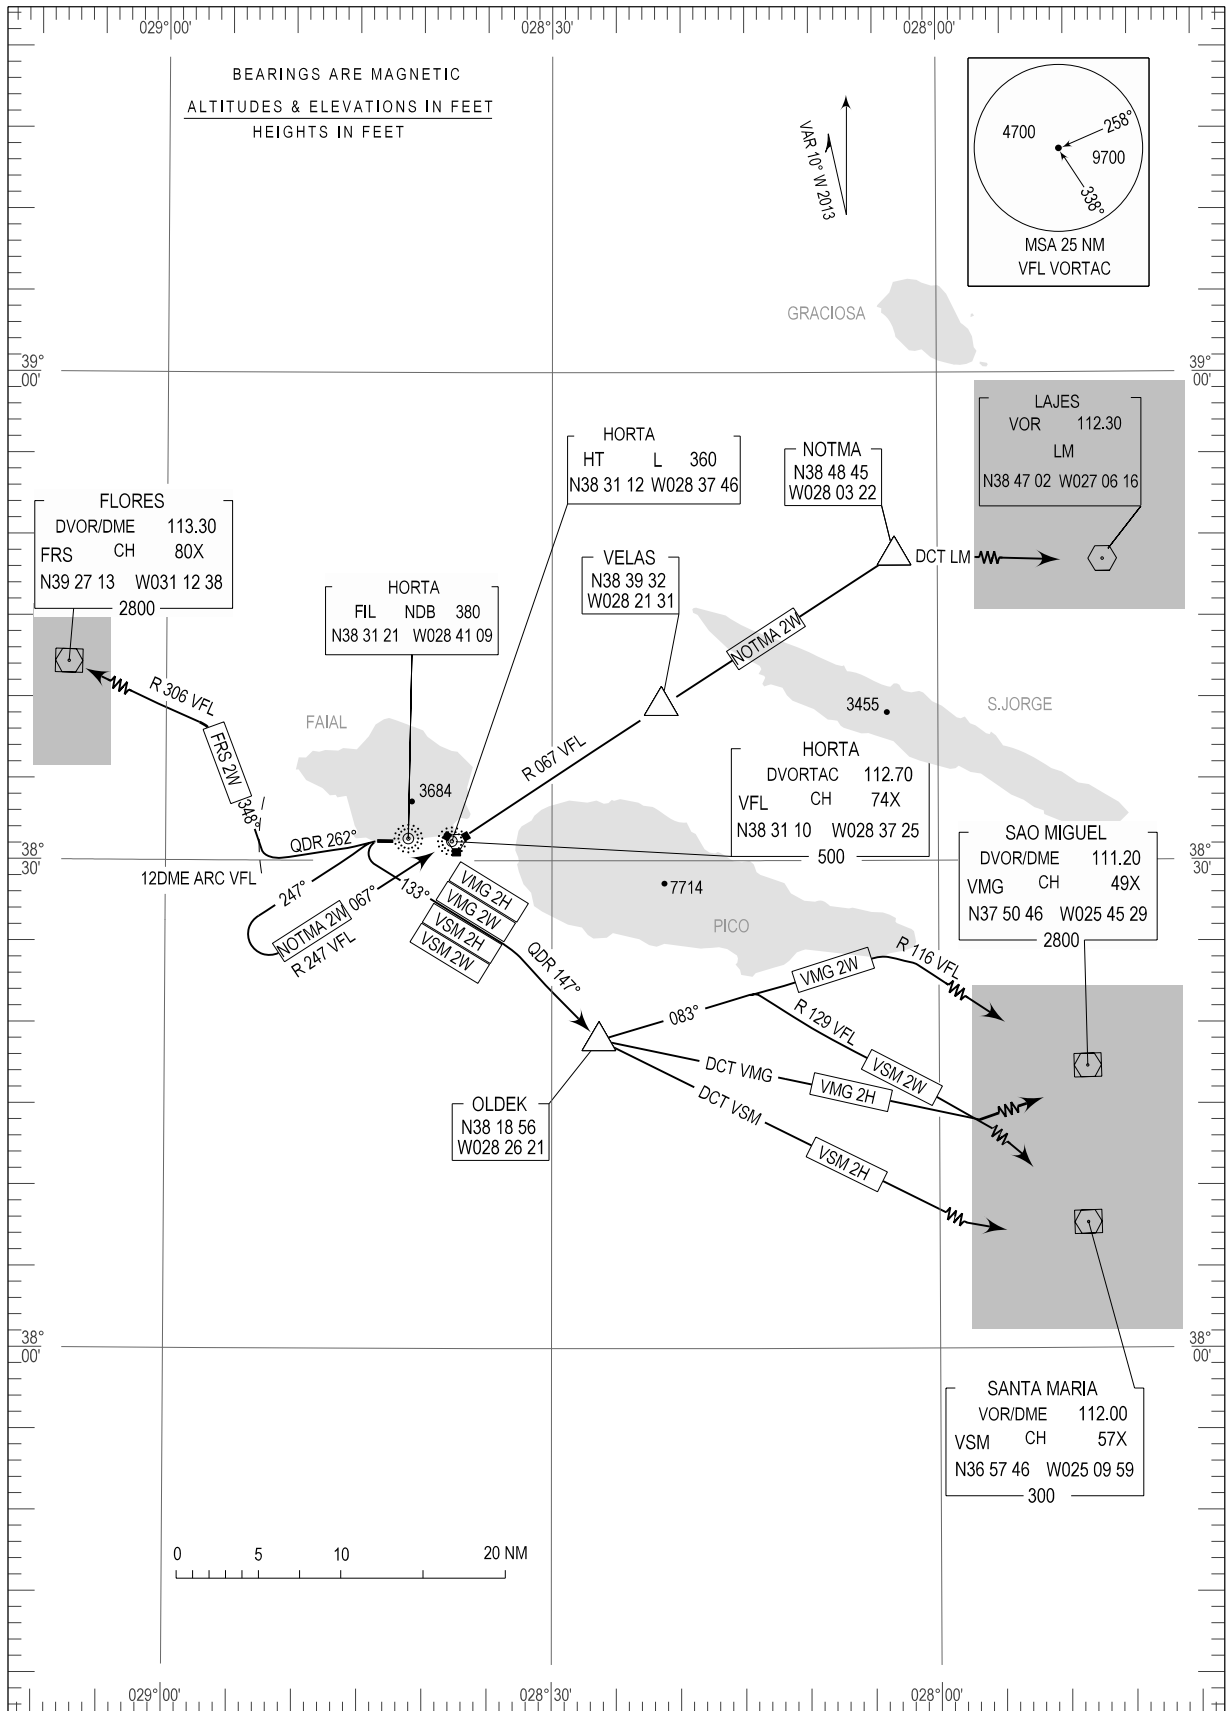 029°00'
028°30'
028°00'
BEARINGS ARE MAGNETIC
ALTITUDES & ELEVATIONS IN FEET
HEIGHTS IN FEET
VAR 10° W 2013
4700
258°
9700
338°
MSA 25 NM
VFL VORTAC
GRACIOSA
39°
00'
39°
00'
LAJES
VOR 112.30
LM
N38 47 02 W027 06 16
HORTA
HT L 360
N38 31 12 W028 37 46
NOTMA
N38 48 45
W028 03 22
FLORES
DVOR/DME 113.30
FRS CH 80X
N39 27 13 W031 12 38
2800
VELAS
N38 39 32
W028 21 31
DCT LM
HORTA
FIL NDB 380
N38 31 21 W028 41 09
NOTMA 2W
R 306 VFL
FAIAL
3455
S.JORGE
FRS 2W
R 067 VFL
HORTA
DVORTAC 112.70
VFL CH 74X
N38 31 10 W028 37 25
500
3684
348°
QDR 262°
38°
30'
38°
30'
12DME ARC VFL
SAO MIGUEL
DVOR/DME 111.20
VMG CH 49X
N37 50 46 W025 45 29
2800
247°
NOTMA 2W
067°
R 247 VFL
133°
VMG 2H
VMG 2W
VSM 2H
VSM 2W
7714
PICO
QDR 147°
VMG 2W
R 116 VFL
083°
R 129 VFL
DCT VMG
VSM 2W
VMG 2H
DCT VSM
VSM 2H
OLDEK
N38 18 56
W028 26 21
38°
00'
38°
00'
SANTA MARIA
VOR/DME 112.00
VSM CH 57X
N36 57 46 W025 09 59
300
0 5 10 20 NM
029°00'
028°30'
028°00'